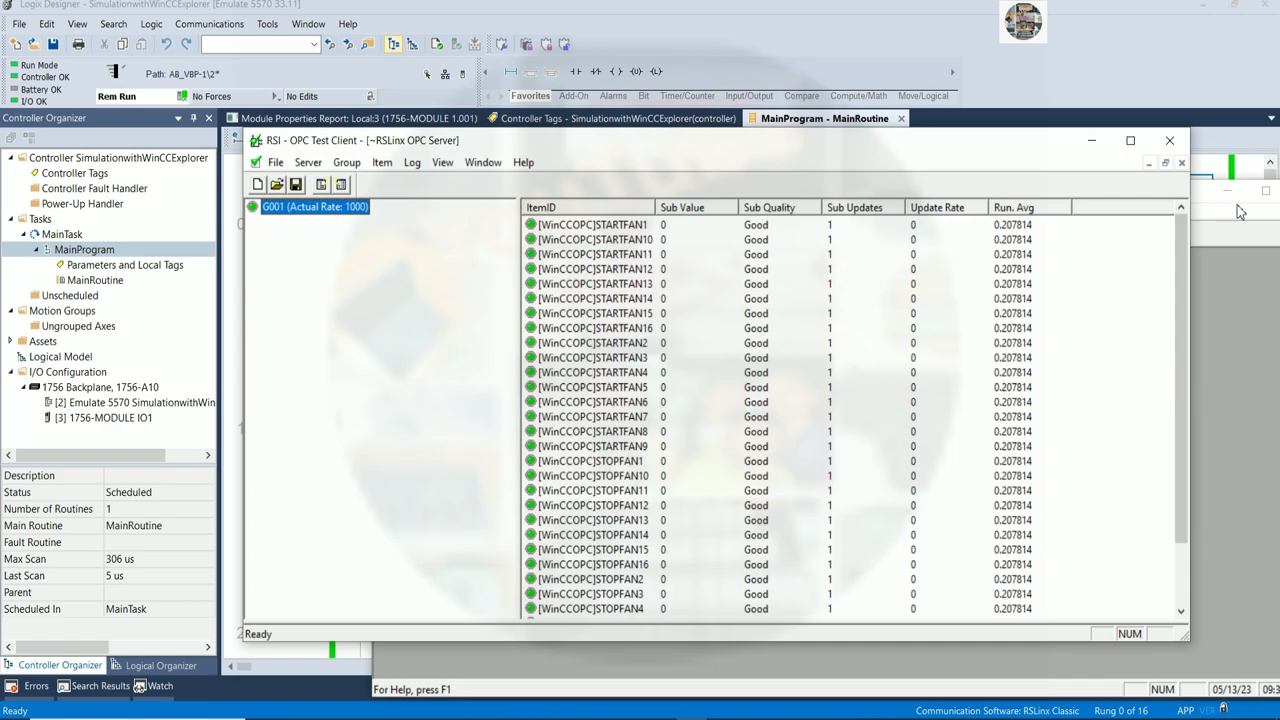 Logix Designer - SimulationwithWinCCExplorer [Emulate 5570 33.11]
File Edit View Search Logic Communications Tools Window Help
Run Mode
Controller OK
Battery OK
I/O OK
Path: AB_VBP-1\2*
Rem Run No Forces No Edits
Favorites Add-On Alarms Bit Timer/Counter Input/Output Compare Compute/Math Move/Logical
Controller Organizer
Module Properties Report: Local:3 (1756-MODULE 1.001) Controller Tags - SimulationwithWinCCExplorer(controller) MainProgram - MainRoutine
Controller SimulationwithWinCCExplorer
Controller Tags
Controller Fault Handler
Power-Up Handler
Tasks
MainTask
MainProgram
Parameters and Local Tags
MainRoutine
Unscheduled
Motion Groups
Ungrouped Axes
Assets
Logical Model
I/O Configuration
1756 Backplane, 1756-A10
[2] Emulate 5570 SimulationwithWin
[3] 1756-MODULE IO1
Description
Status Scheduled
Number of Routines 1
Main Routine MainRoutine
Fault Routine
Max Scan 306 us
Last Scan 5 us
Parent
Scheduled In MainTask
Controller Organizer Logical Organizer
Errors Search Results Watch
RSI - OPC Test Client - [~RSLinx OPC Server]
File Server Group Item Log View Window Help
G001 (Actual Rate: 1000)
ItemID Sub Value Sub Quality Sub Updates Update Rate Run. Avg
[WinCCOPC]STARTFAN1 0 Good 1 0 0.207814
[WinCCOPC]STARTFAN10 0 Good 1 0 0.207814
[WinCCOPC]STARTFAN11 0 Good 1 0 0.207814
[WinCCOPC]STARTFAN12 0 Good 1 0 0.207814
[WinCCOPC]STARTFAN13 0 Good 1 0 0.207814
[WinCCOPC]STARTFAN14 0 Good 1 0 0.207814
[WinCCOPC]STARTFAN15 0 Good 1 0 0.207814
[WinCCOPC]STARTFAN16 0 Good 1 0 0.207814
[WinCCOPC]STARTFAN2 0 Good 1 0 0.207814
[WinCCOPC]STARTFAN3 0 Good 1 0 0.207814
[WinCCOPC]STARTFAN4 0 Good 1 0 0.207814
[WinCCOPC]STARTFAN5 0 Good 1 0 0.207814
[WinCCOPC]STARTFAN6 0 Good 1 0 0.207814
[WinCCOPC]STARTFAN7 0 Good 1 0 0.207814
[WinCCOPC]STARTFAN8 0 Good 1 0 0.207814
[WinCCOPC]STARTFAN9 0 Good 1 0 0.207814
[WinCCOPC]STOPFAN1 0 Good 1 0 0.207814
[WinCCOPC]STOPFAN10 0 Good 1 0 0.207814
[WinCCOPC]STOPFAN11 0 Good 1 0 0.207814
[WinCCOPC]STOPFAN12 0 Good 1 0 0.207814
[WinCCOPC]STOPFAN13 0 Good 1 0 0.207814
[WinCCOPC]STOPFAN14 0 Good 1 0 0.207814
[WinCCOPC]STOPFAN15 0 Good 1 0 0.207814
[WinCCOPC]STOPFAN16 0 Good 1 0 0.207814
[WinCCOPC]STOPFAN2 0 Good 1 0 0.207814
[WinCCOPC]STOPFAN3 0 Good 1 0 0.207814
[WinCCOPC]STOPFAN4 0 Good 1 0 0.207814
Ready NUM
For Help, press F1 NUM 05/13/23 09:3
Ready Communication Software: RSLinx Classic Rung 0 of 16 APP VER